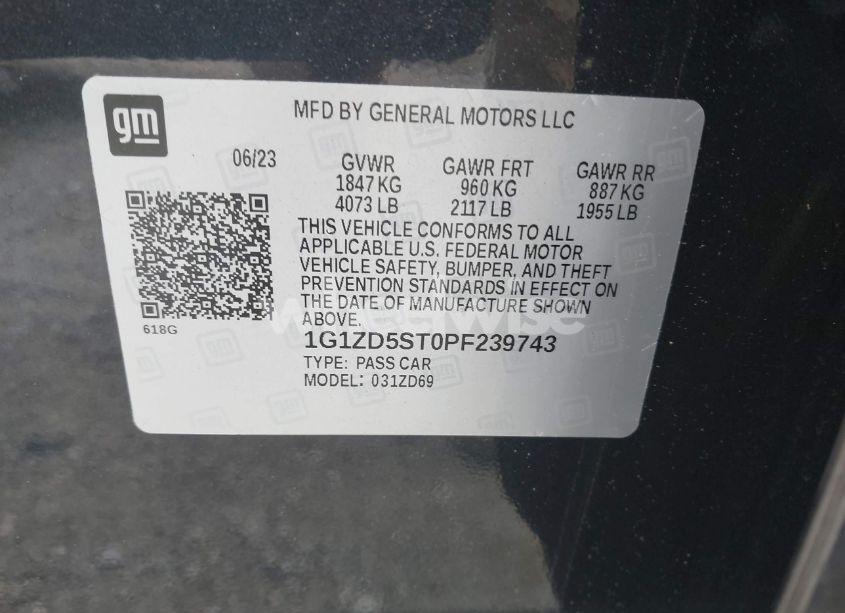 gm
MFD BY GENERAL MOTORS LLC
06/23
GVWR GAWR FRT GAWR RR
1847 KG 960 KG 887 KG
4073 LB 2117 LB 1955 LB
THIS VEHICLE CONFORMS TO ALL
APPLICABLE U.S. FEDERAL MOTOR
VEHICLE SAFETY, BUMPER, AND THEFT
PREVENTION STANDARDS IN EFFECT ON
THE DATE OF MANUFACTURE SHOWN
ABOVE.
618G
1G1ZD5ST0PF239743
TYPE: PASS CAR
MODEL: 031ZD69